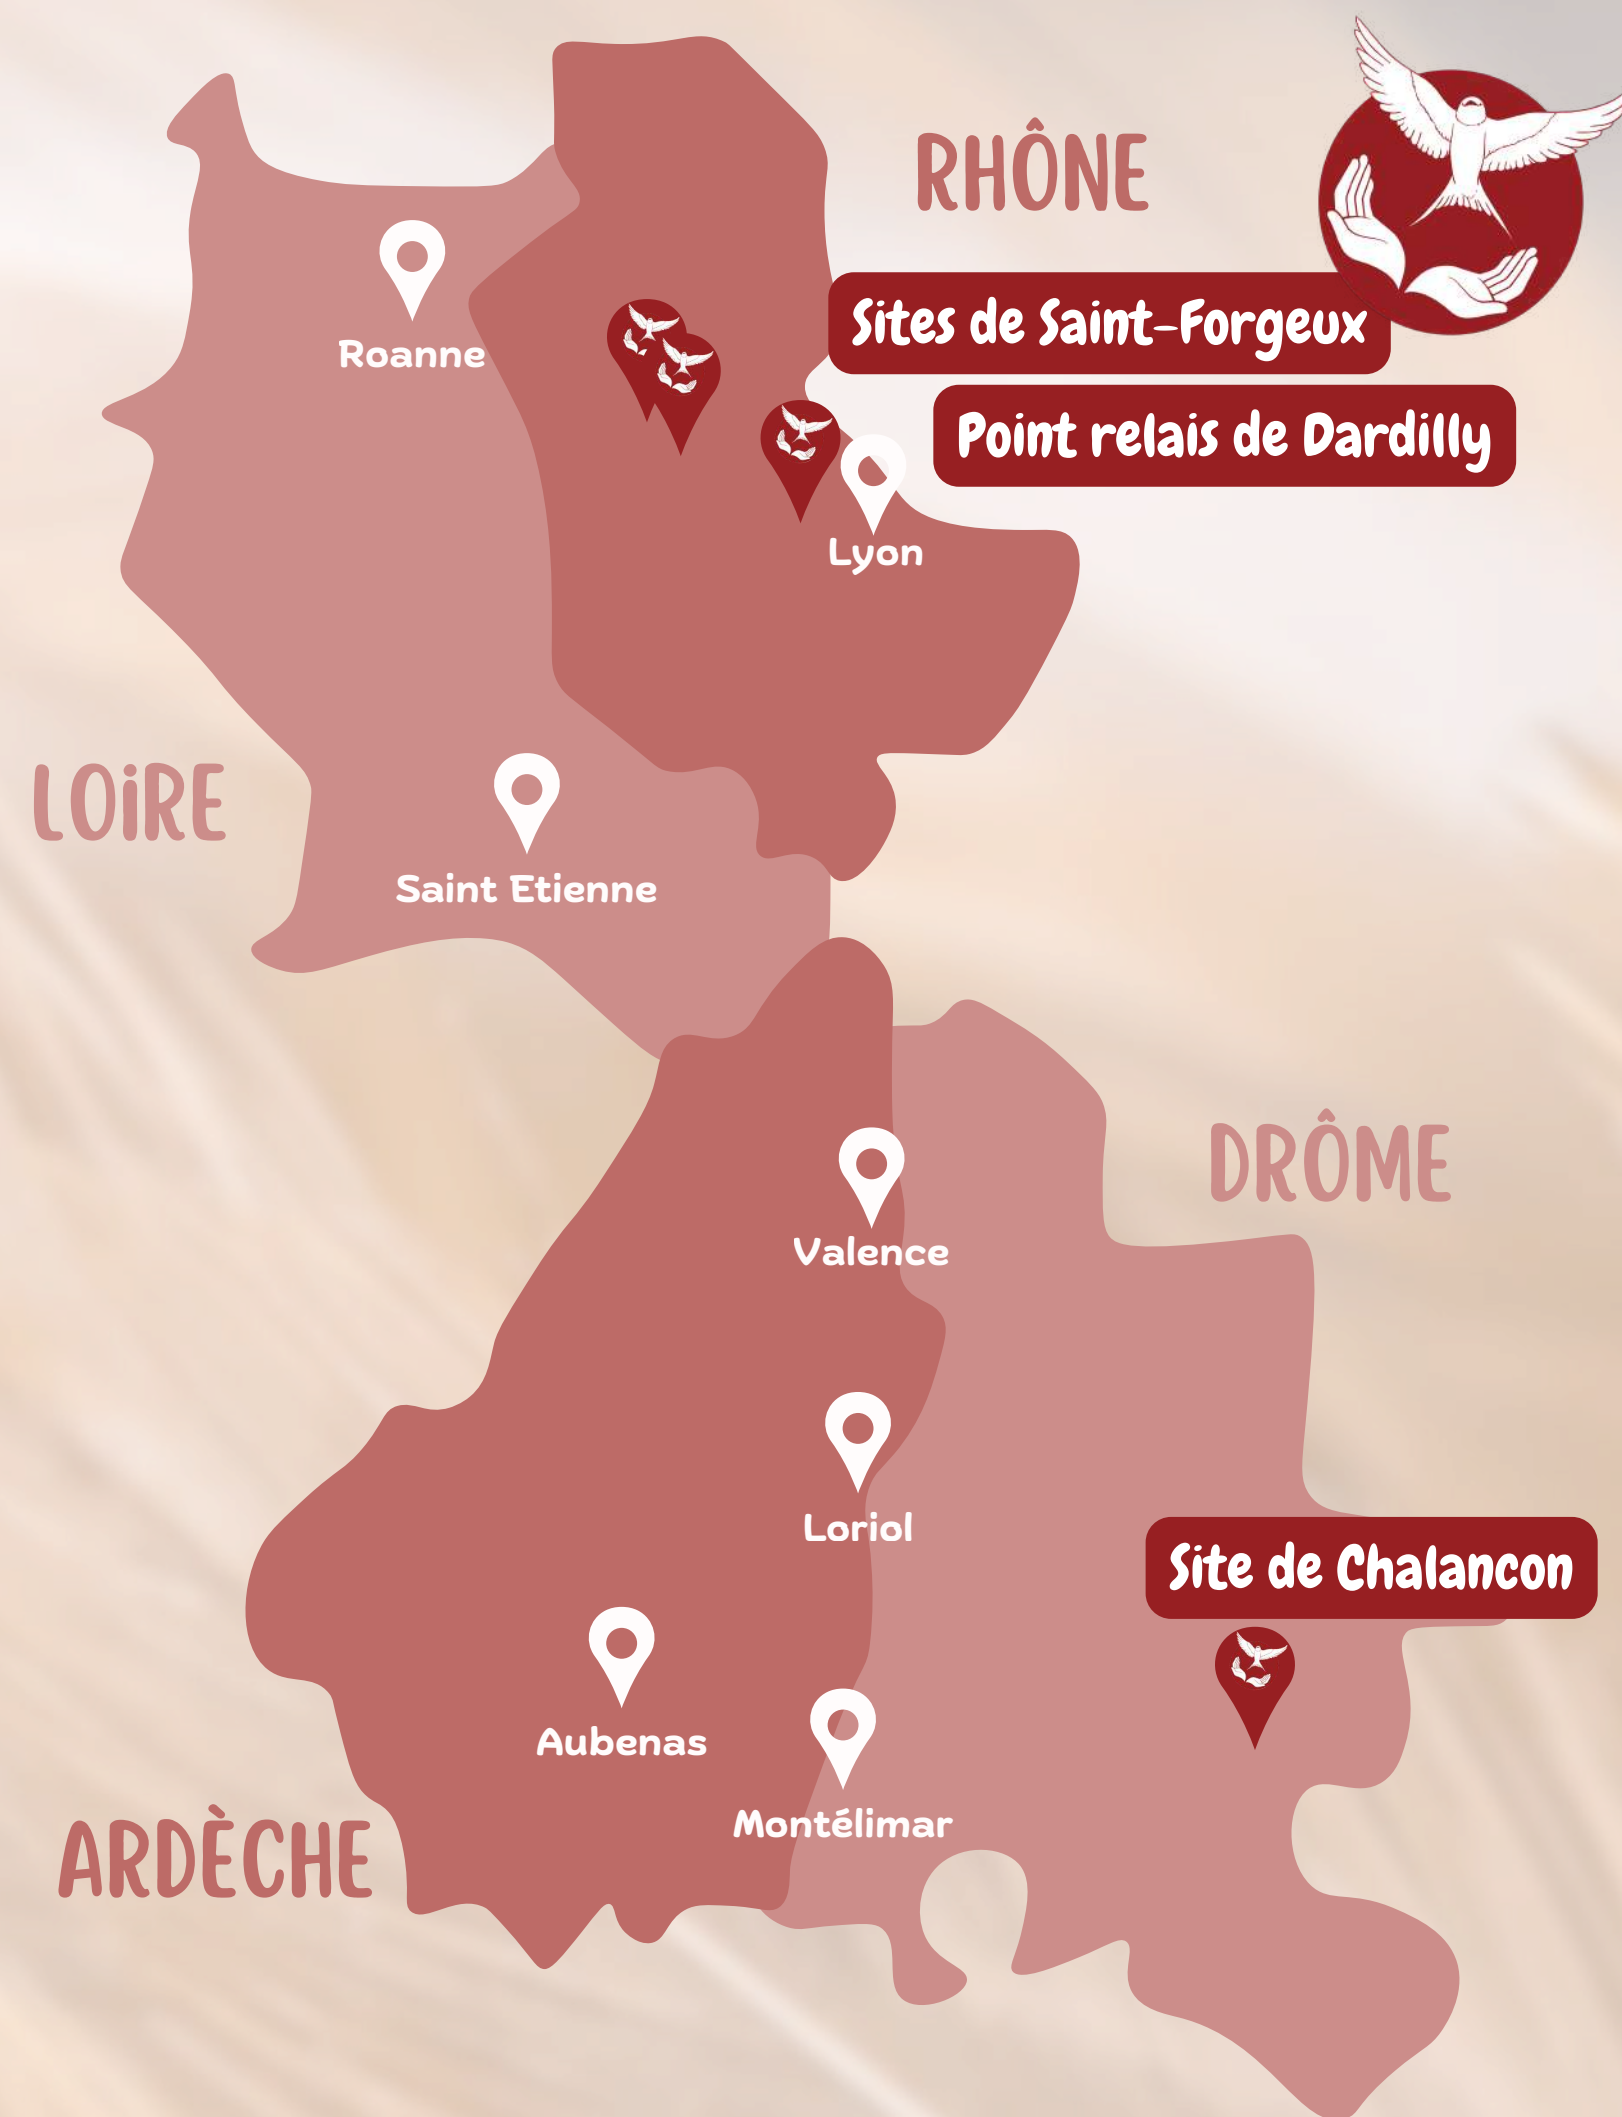 RHÔNE
Sites de Saint-Forgeux
Roanne
Point relais de Dardilly
Lyon
LOiRE
Saint Etienne
DRÔME
Valence
Loriol
Site de Chalancon
Aubenas
Montélimar
ARDÈCHE